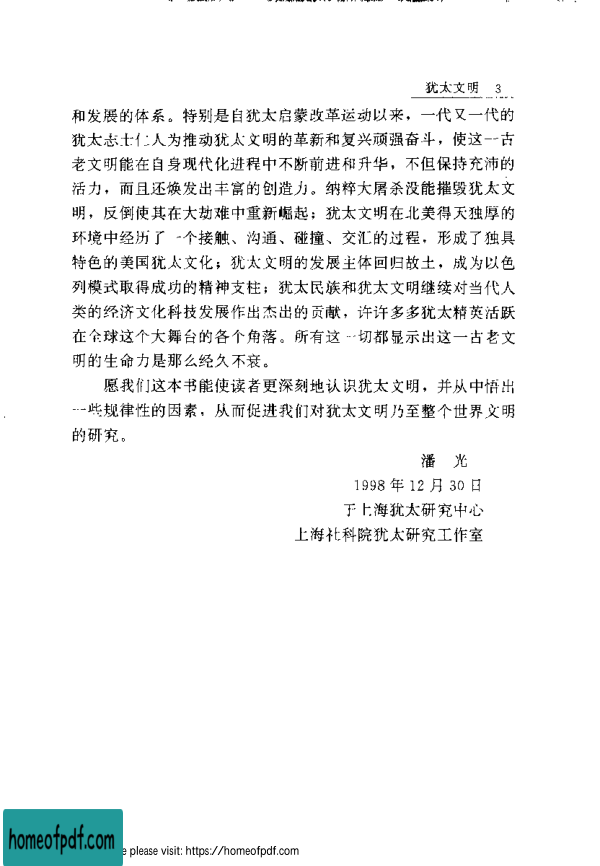 犹太文明 3
和发展的体系。特别是自犹太启蒙改革运动以来，一代又一代的
犹太志士仁人为推动犹太文明的革新和复兴顽强奋斗，使这一古
老文明能在自身现代化进程中不断前进和升华，不但保持充沛的
活力，而且还焕发出丰富的创造力。纳粹大屠杀没能摧毁犹太文
明，反倒使其在大劫难中重新崛起；犹太文明在北美得天独厚的
环境中经历了一个接触、沟通、碰撞、交汇的过程，形成了独具
特色的美国犹太文化；犹太文明的发展主体回归故土，成为以色
列模式取得成功的精神支柱；犹太民族和犹太文明继续对当代人
类的经济文化科技发展作出杰出的贡献，许许多多犹太精英活跃
在全球这个大舞台的各个角落。所有这一切都显示出这一古老文
明的生命力是那么经久不衰。
愿我们这本书能使读者更深刻地认识犹太文明，并从中悟出
一些规律性的因素，从而促进我们对犹太文明乃至整个世界文明
的研究。
潘 光
1998 年 12 月 30 日
于上海犹太研究中心
上海社科院犹太研究工作室
homeofpdf.com
e please visit: https://homeofpdf.com